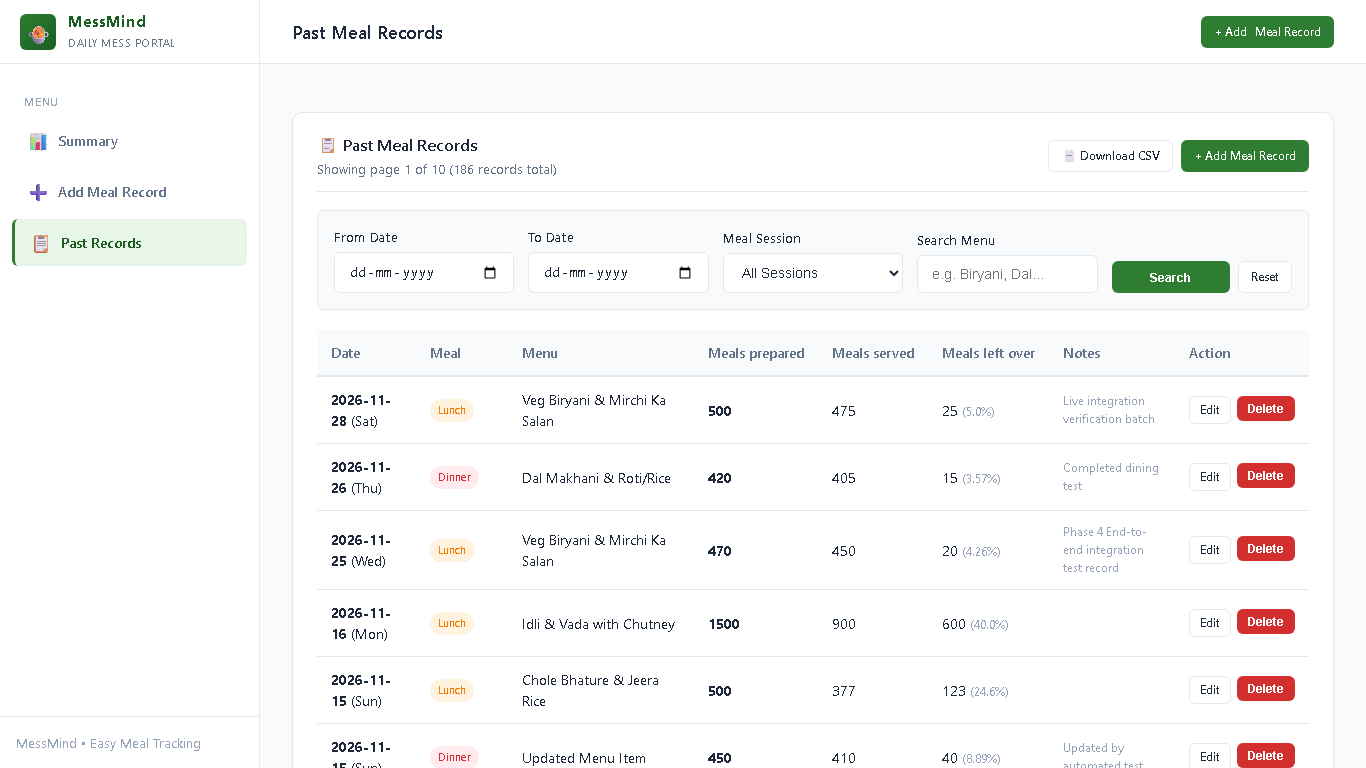 MessMind
DAILY MESS PORTAL
Past Meal Records
+ Add Meal Record
MENU
Summary
Add Meal Record
Past Records
Past Meal Records
Showing page 1 of 10 (186 records total)
Download CSV
+ Add Meal Record
From Date
To Date
Meal Session
Search Menu
dd-mm-yyyy
dd-mm-yyyy
All Sessions
e.g. Biryani, Dal...
Search
Reset
Date Meal Menu Meals prepared Meals served Meals left over Notes Action
2026-11-
28 (Sat)
Lunch
Veg Biryani & Mirchi Ka
Salan
500
475
25 (5.0%)
Live integration
verification batch
Edit
Delete
2026-11-
26 (Thu)
Dinner
Dal Makhani & Roti/Rice
420
405
15 (3.57%)
Completed dining
test
Edit
Delete
2026-11-
25 (Wed)
Lunch
Veg Biryani & Mirchi Ka
Salan
470
450
20 (4.26%)
Phase 4 End-to-
end integration
test record
Edit
Delete
2026-11-
16 (Mon)
Lunch
Idli & Vada with Chutney
1500
900
600 (40.0%)
Edit
Delete
2026-11-
15 (Sun)
Lunch
Chole Bhature & Jeera
Rice
500
377
123 (24.6%)
Edit
Delete
2026-11-
15 (Sun)
Dinner
Updated Menu Item
450
410
40 (8.89%)
Updated by
automated test
Edit
Delete
MessMind • Easy Meal Tracking